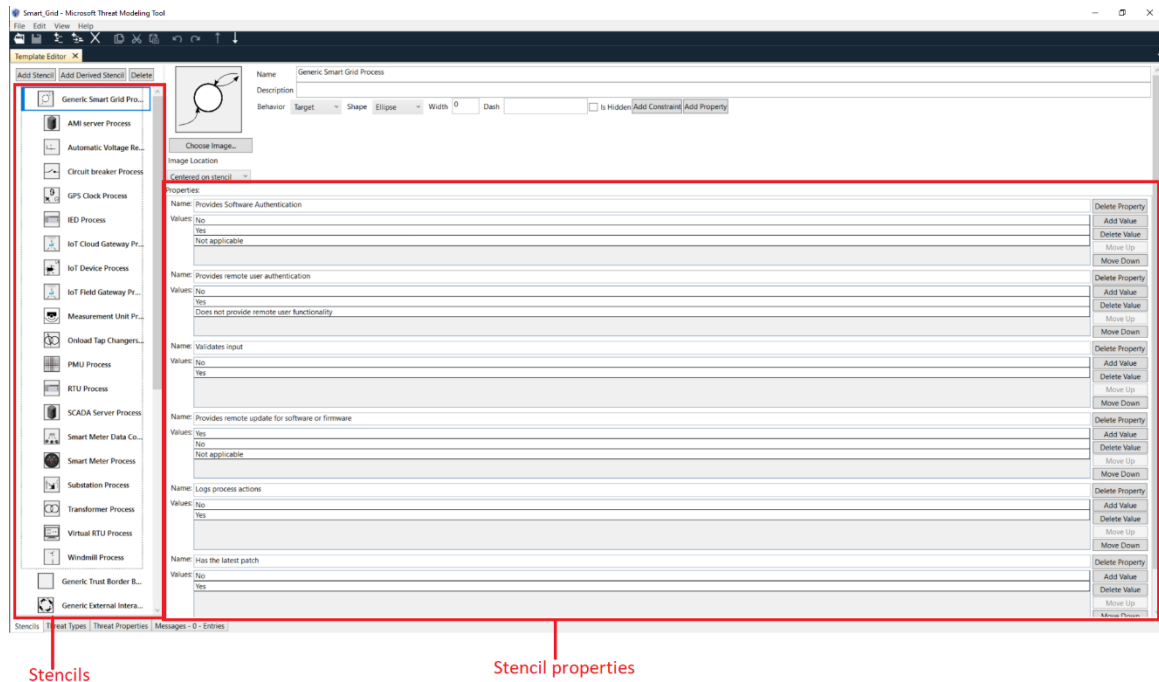 Smart_Grid - Microsoft Threat Modeling Tool
File Edit View Help
Template Editor X
Add Stencil Add Derived Stencil Delete
Generic Smart Grid Pro...
AMI server Process
Automatic Voltage Re...
Circuit breaker Process
GPS Clock Process
IED Process
IoT Cloud Gateway Pr...
IoT Device Process
IoT Field Gateway Pr...
Measurement Unit Pr...
Onload Tap Changers...
PMU Process
RTU Process
SCADA Server Process
Smart Meter Data Co...
Smart Meter Process
Substation Process
Transformer Process
Virtual RTU Process
Windmill Process
Generic Trust Border B...
Generic External Intera...
Name Generic Smart Grid Process
Description
Behavior Target Shape Ellipse Width 0 Dash Is Hidden Add Constraint Add Property
Choose Image...
Image Location
Centered on stencil
Properties:
Name: Provides Software Authentication Delete Property
Values: No Add Value
Yes Delete Value
Not applicable Move Up
Move Down
Name: Provides remote user authentication Delete Property
Values: No Add Value
Yes Delete Value
Does not provide remote user functionality Move Up
Move Down
Name: Validates input Delete Property
Values: No Add Value
Yes Delete Value
Move Up
Move Down
Name: Provides remote update for software or firmware Delete Property
Values: Yes Add Value
No Delete Value
Not applicable Move Up
Move Down
Name: Logs process actions Delete Property
Values: No Add Value
Yes Delete Value
Move Up
Move Down
Name: Has the latest patch Delete Property
Values: No Add Value
Yes Delete Value
Move Up
Move Down
Stencils Threat Types Threat Properties Messages - 0 - Entries
Stencils
Stencil properties